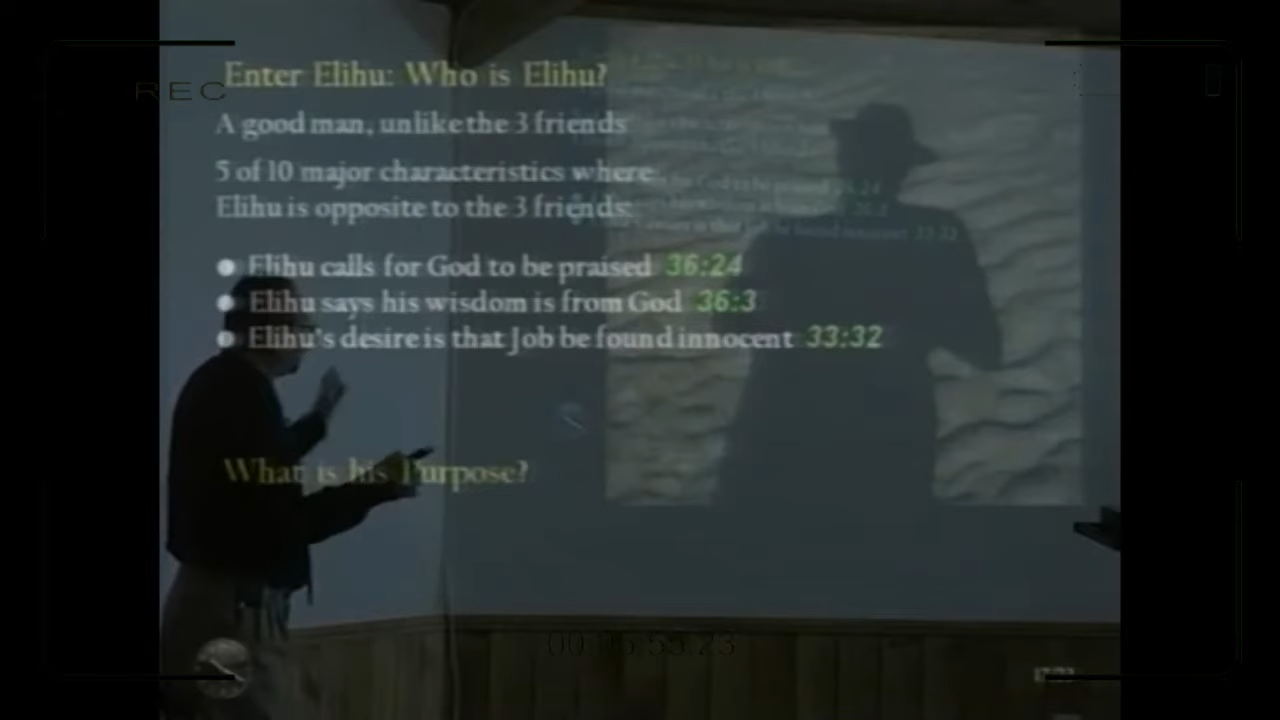 Enter Elihu: Who is Elihu?
REC
A good man, unlike the 3 friends
5 of 10 major characteristics where
Elihu is opposite to the 3 friends:
Elihu calls for God to be praised 36:24
Elihu says his wisdom is from God 36:3
Elihu's desire is that Job be found innocent 33:32
What is his Purpose?